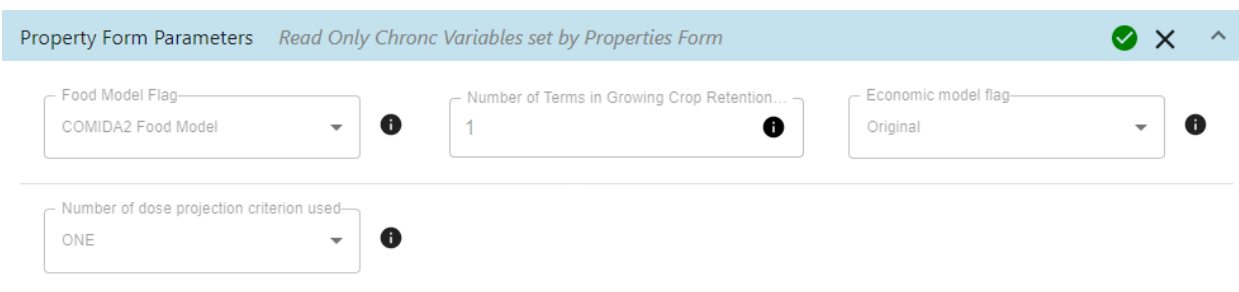 Property Form Parameters Read Only Chronc Variables set by Properties Form
Food Model Flag
COMIDA2 Food Model
Number of Terms in Growing Crop Retention...
1
Economic model flag
Original
Number of dose projection criterion used
ONE